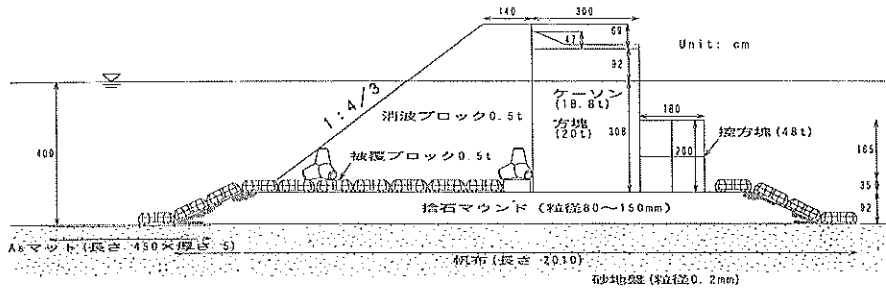 140
300
47
69
Unit: cm
92
1:4/3
ケーソン
(18.8t)
方塊
(20t)
308
消波ブロック0.5t
180
400
被覆ブロック0.5t
200
控方塊(48t)
165
35
92
捨石マウンド(粒径80〜150mm)
Asマット(長さ 450×厚さ 5)
帆布(長さ 2010)
砂地盤(粒径0.2mm)